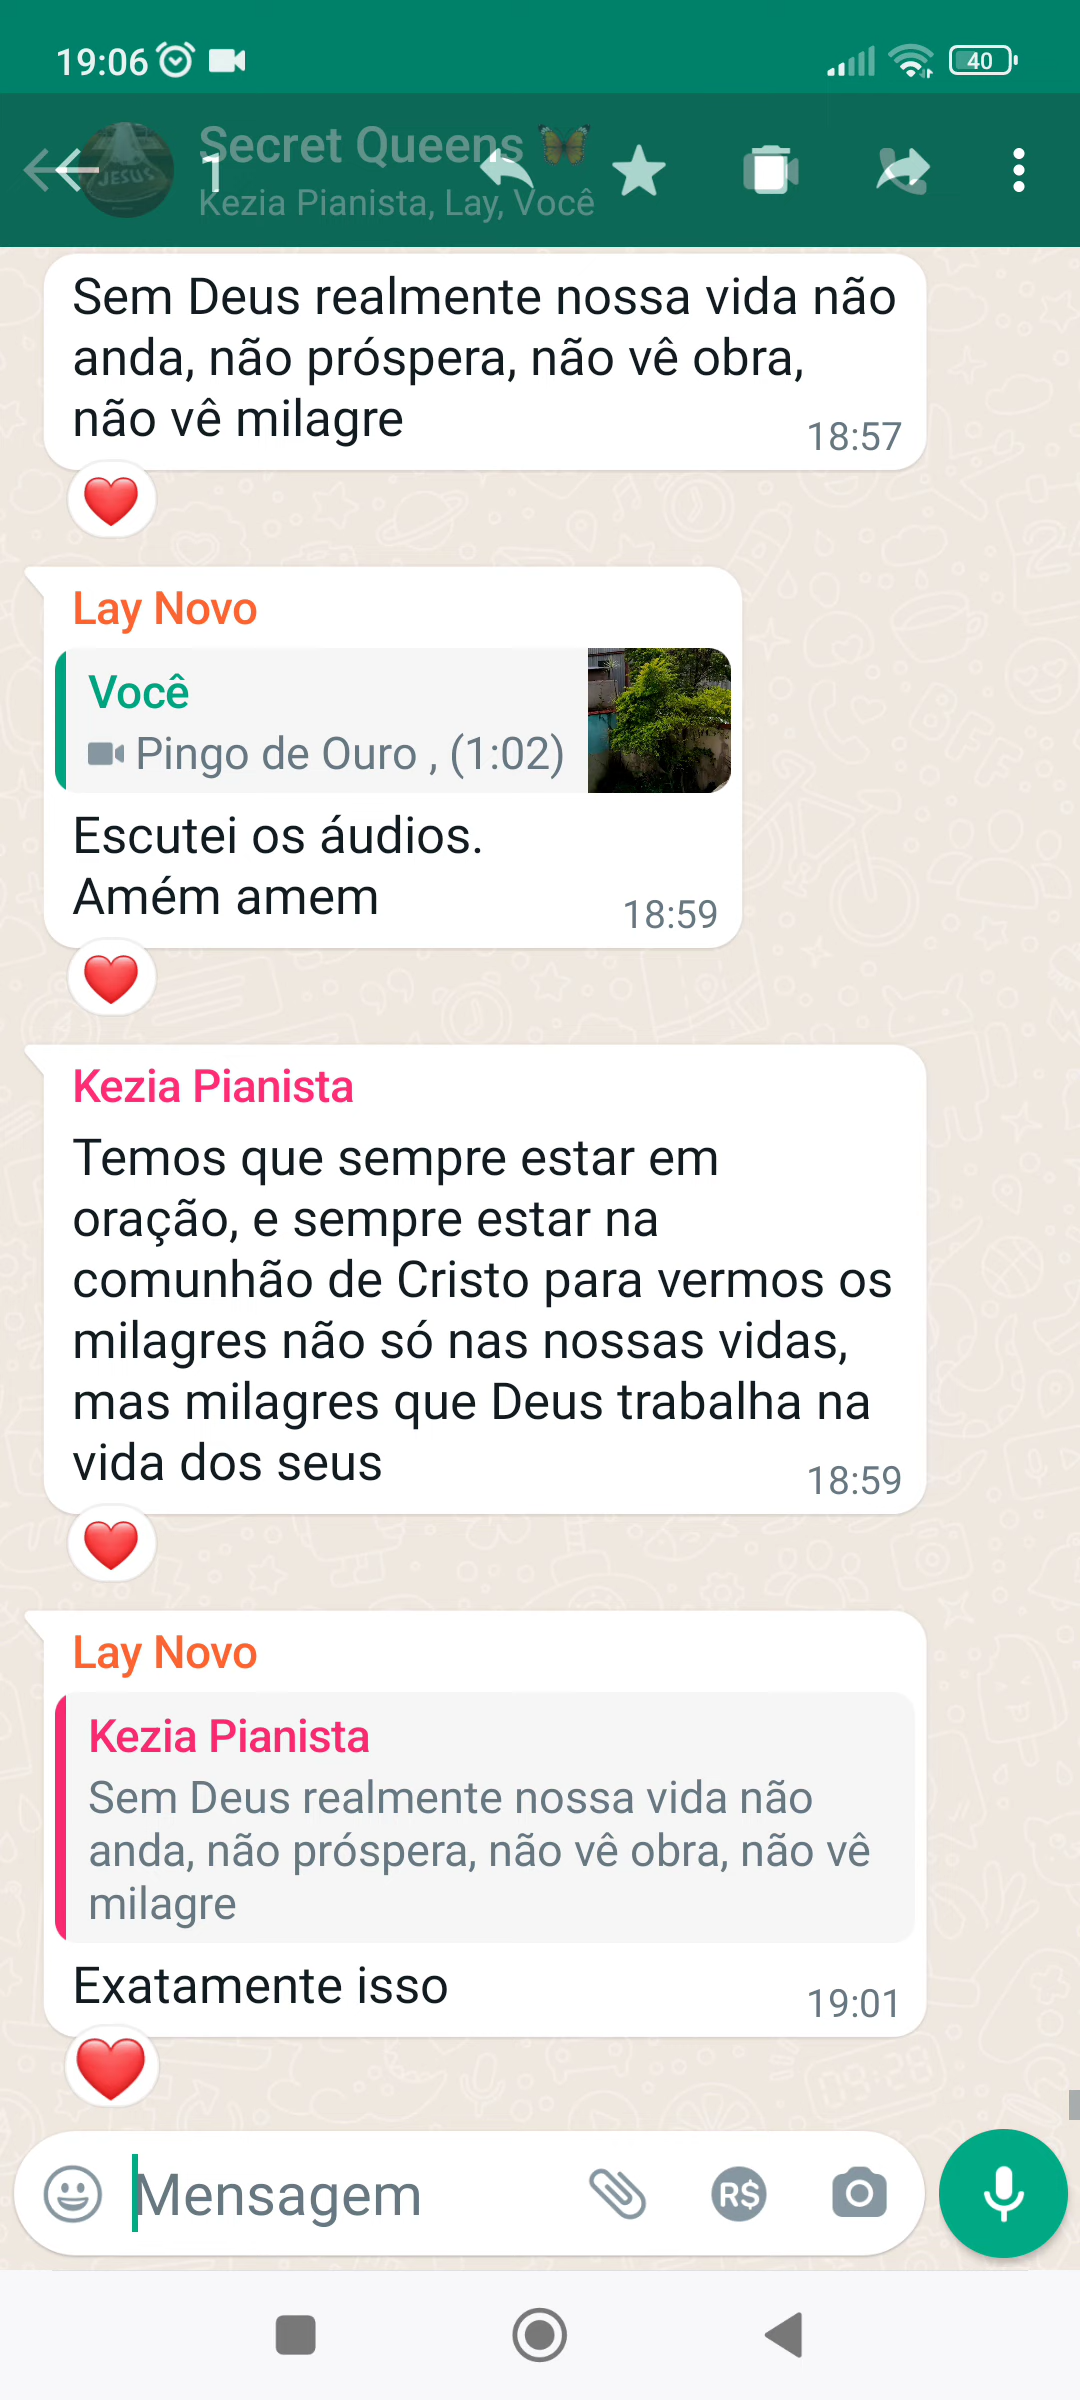 19:06
40
Secret Queens
1
Kezia Pianista, Lay, Você
JESUS
Sem Deus realmente nossa vida não
anda, não próspera, não vê obra,
não vê milagre
18:57
Lay Novo
Você
Pingo de Ouro , (1:02)
Escutei os áudios.
Amém amem
18:59
Kezia Pianista
Temos que sempre estar em
oração, e sempre estar na
comunhão de Cristo para vermos os
milagres não só nas nossas vidas,
mas milagres que Deus trabalha na
vida dos seus
18:59
Lay Novo
Kezia Pianista
Sem Deus realmente nossa vida não
anda, não próspera, não vê obra, não vê
milagre
Exatamente isso
19:01
Mensagem
R$